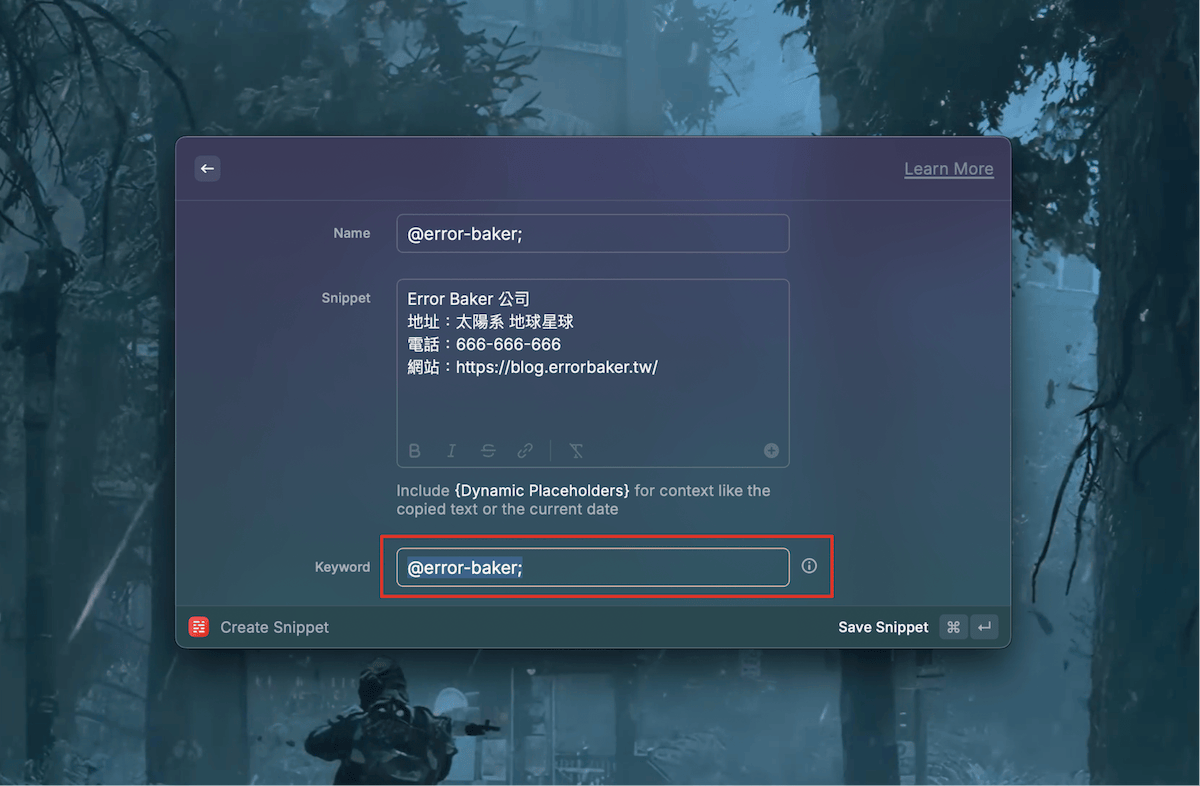 Learn More
Name
@error-baker;
Snippet
Error Baker 公司
地址：太陽系 地球星球
電話：666-666-666
網站：https://blog.errorbaker.tw/
B I S
Include {Dynamic Placeholders} for context like the
copied text or the current date
Keyword
@error-baker;
Create Snippet
Save Snippet ⌘ ↵